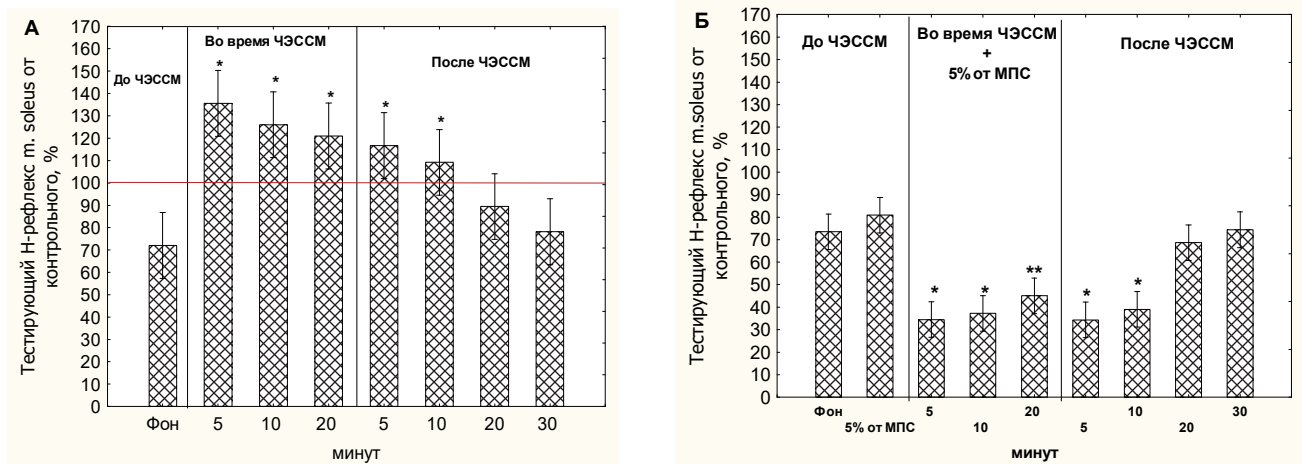 А
Тестирующий Н-рефлекс m. soleus от
контрольного, %
170
160
150
140
130
120
110
100
90
80
70
60
50
40
30
20
10
0
До ЧЭССМ
Во время ЧЭССМ
После ЧЭССМ
* * * * *
Фон 5 10 20 5 10 20 30
минут
Б
Тестирующий Н-рефлекс m.soleus от
контрольного, %
170
160
150
140
130
120
110
100
90
80
70
60
50
40
30
20
10
0
До ЧЭССМ
Во время ЧЭССМ
+
5% от МПС
После ЧЭССМ
* * ** * *
Фон 5 20 10 30
5% от МПС 10 5 20
минут